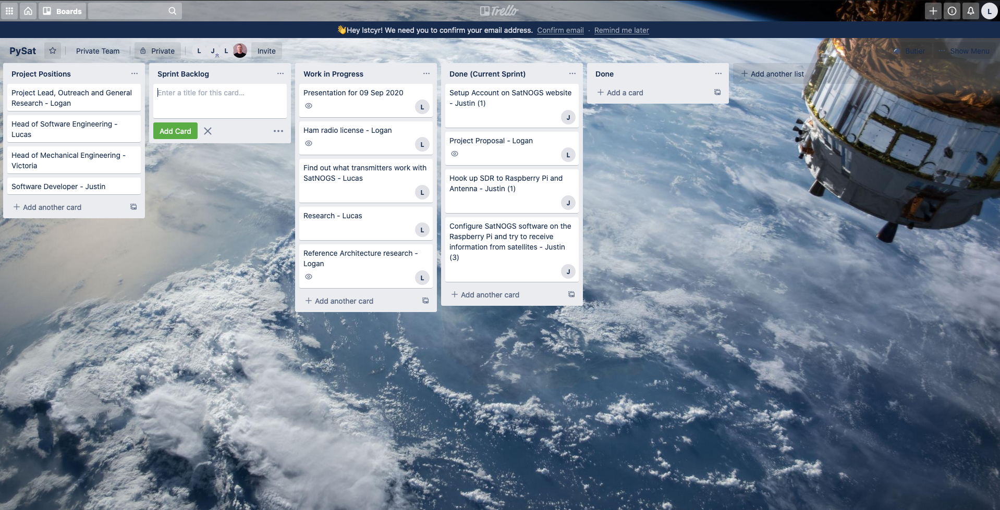 Boards
Trello
L
👋Hey lstcyr! We need you to confirm your email address. Confirm email · Remind me later
PySat
Private Team
Private
L
J
L
Invite
Butler
··· Show Menu
Project Positions
Project Lead, Outreach and General
Research - Logan
Head of Software Engineering -
Lucas
Head of Mechanical Engineering -
Victoria
Software Developer - Justin
+ Add another card
Sprint Backlog
Enter a title for this card...
Add Card
Work in Progress
Presentation for 09 Sep 2020
L
Ham radio license - Logan
L
Find out what transmitters work with
SatNOGS - Lucas
L
Research - Lucas
L
Reference Architecture research -
Logan
L
+ Add another card
Done (Current Sprint)
Setup Account on SatNOGS website
- Justin (1)
J
Project Proposal - Logan
L
Hook up SDR to Raspberry Pi and
Antenna - Justin (1)
J
Configure SatNOGS software on the
Raspberry Pi and try to receive
information from satellites - Justin
(3)
J
+ Add another card
Done
+ Add a card
+ Add another list